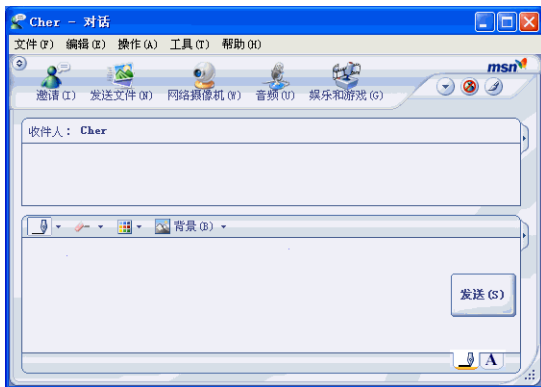 Cher - 对话
文件(F) 编辑(E) 操作(A) 工具(T) 帮助(H)
msn
邀请(I) 发送文件(N) 网络摄像机(W) 音频(U) 娱乐和游戏(G)
收件人: Cher
背景(B)
发送(S)
A